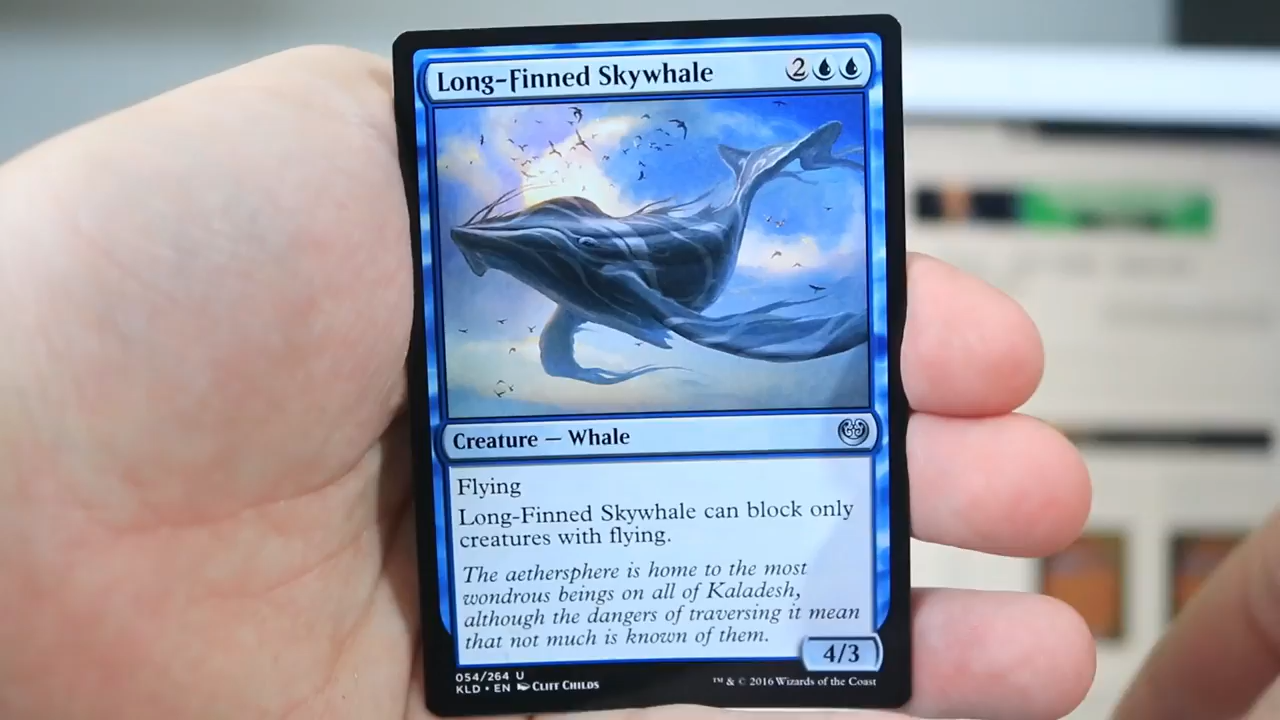 Long-Finned Skywhale 2
Creature — Whale
Flying
Long-Finned Skywhale can block only
creatures with flying.
The aethersphere is home to the most
wondrous beings on all of Kaladesh,
although the dangers of traversing it mean
that not much is known of them.
4/3
054/264 U
KLD • EN Cliff Childs
™ & © 2016 Wizards of the Coast